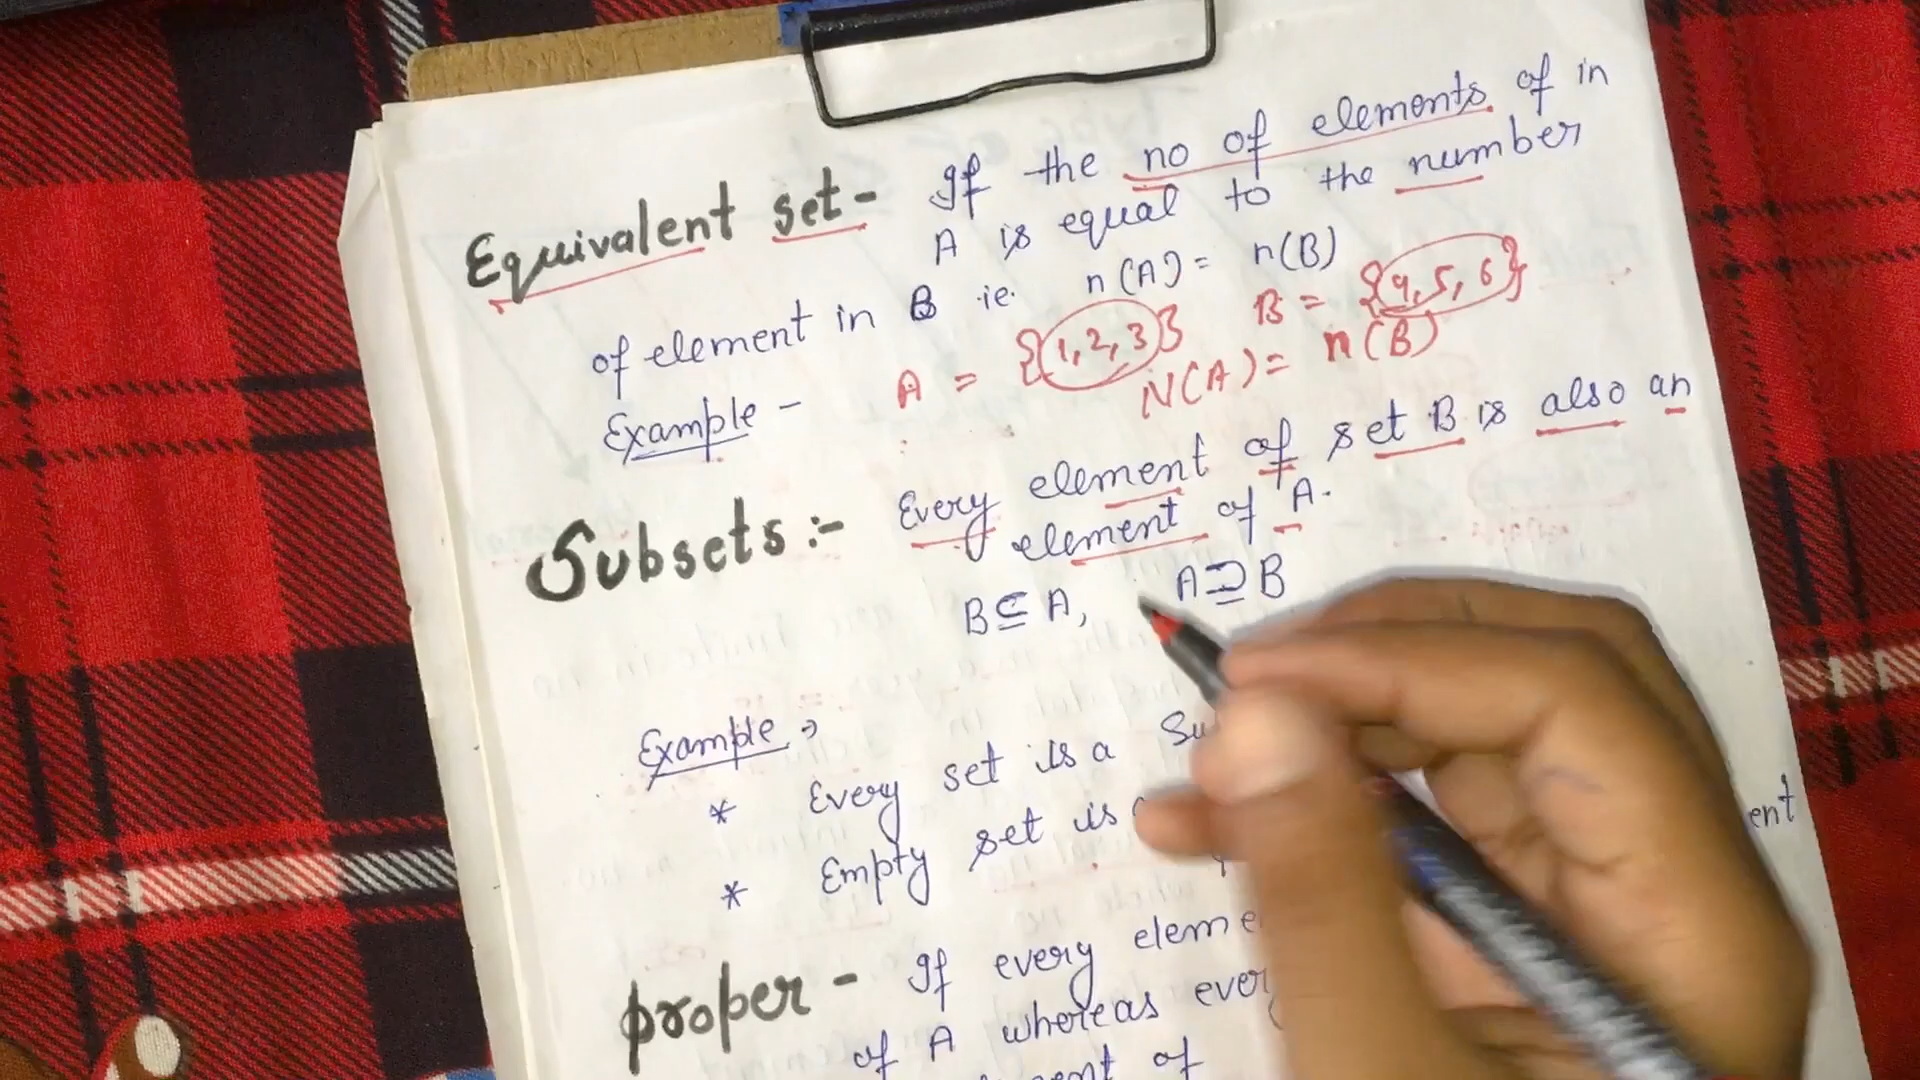 Equivalent set - If the no of elements of in
A is equal to the number
of element in B ie. n(A) = n(B)
Example - A = {1,2,3} B = {4,5,6}
N(A) = n(B)
Subsets :- Every element of set B is also an
element of A.
B ⊆ A, A ⊇ B
Example →
* Every set is a
* Empty set is
ent
proper - If every
of A whereas
of